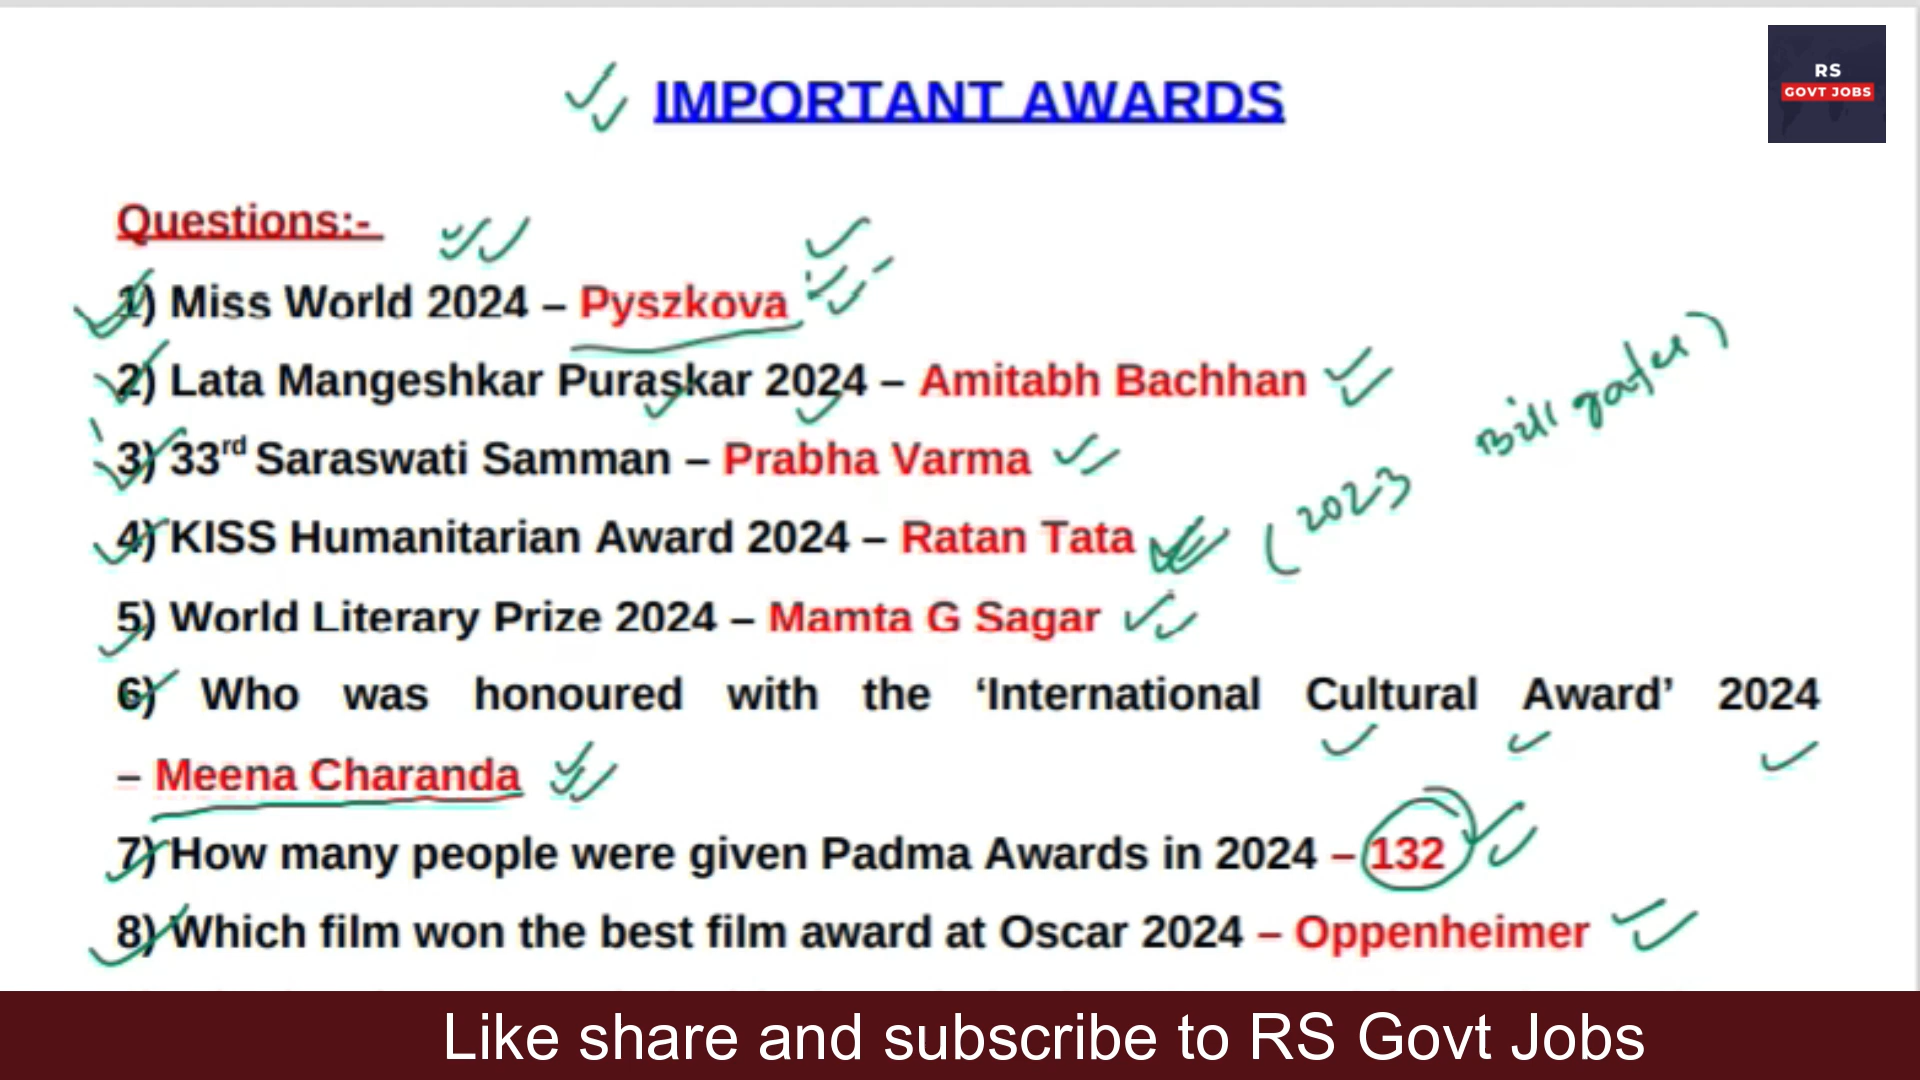 IMPORTANT AWARDS
RS
GOVT JOBS
Questions:-
1) Miss World 2024 – Pyszkova
2) Lata Mangeshkar Puraskar 2024 – Amitabh Bachhan
3) 33rd Saraswati Samman – Prabha Varma
4) KISS Humanitarian Award 2024 – Ratan Tata (2023 Bill gates)
5) World Literary Prize 2024 – Mamta G Sagar
6) Who was honoured with the ‘International Cultural Award’ 2024
– Meena Charanda
7) How many people were given Padma Awards in 2024 – 132
8) Which film won the best film award at Oscar 2024 – Oppenheimer
Like share and subscribe to RS Govt Jobs